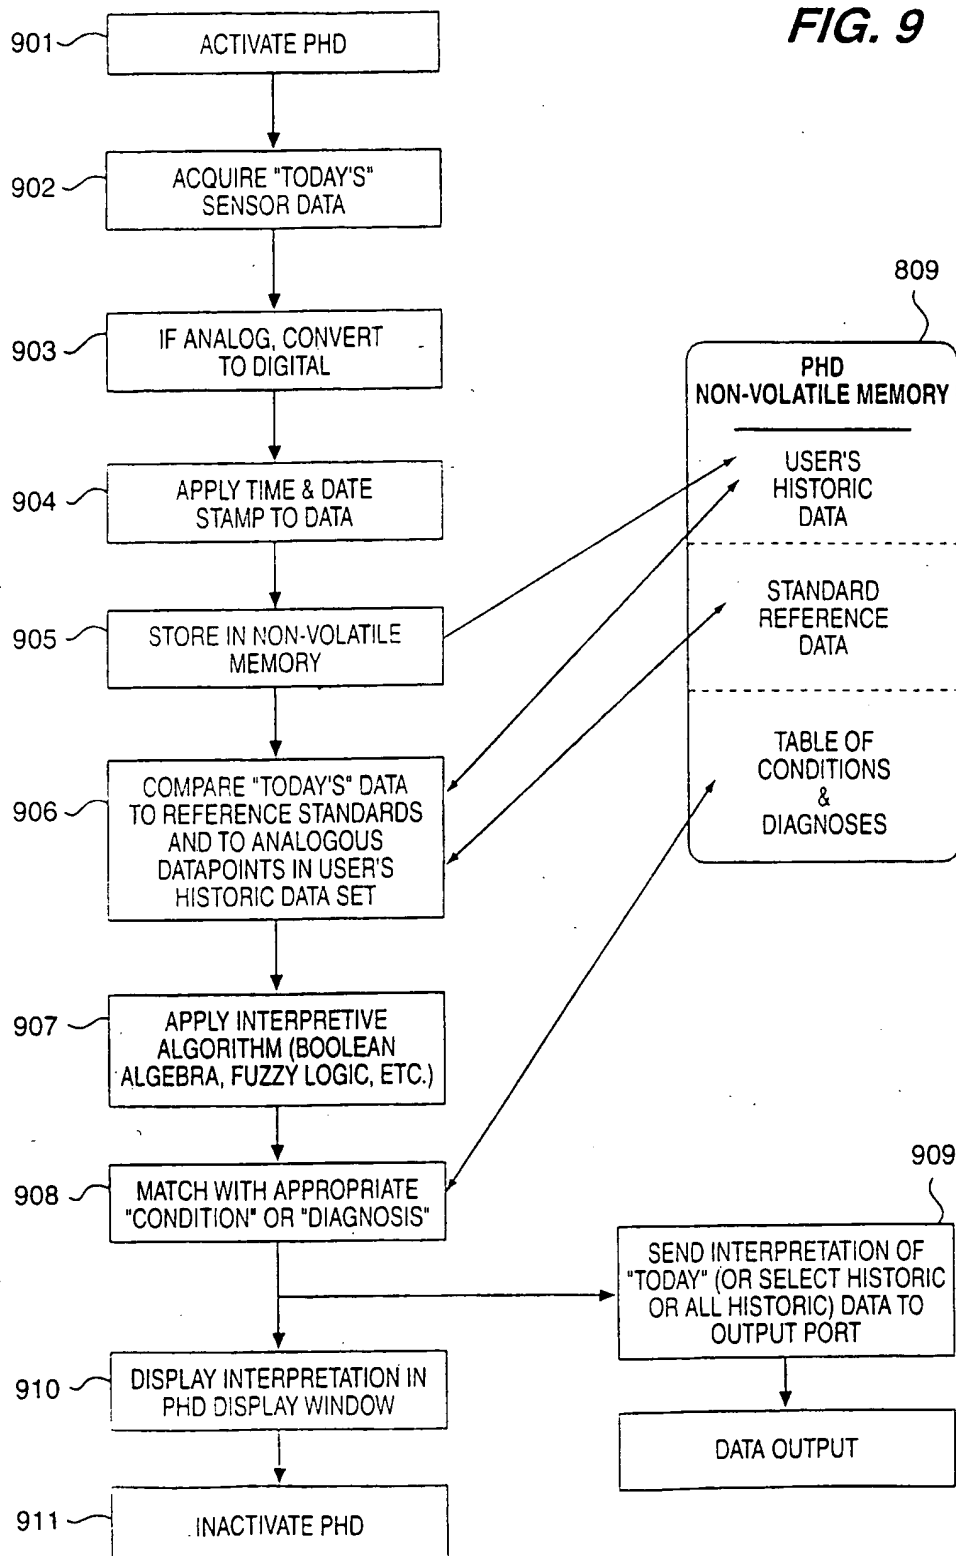 FIG. 9
901
ACTIVATE PHD
902
ACQUIRE "TODAY'S"
SENSOR DATA
903
IF ANALOG, CONVERT
TO DIGITAL
904
APPLY TIME & DATE
STAMP TO DATA
905
STORE IN NON-VOLATILE
MEMORY
906
COMPARE "TODAY'S" DATA
TO REFERENCE STANDARDS
AND TO ANALOGOUS
DATAPOINTS IN USER'S
HISTORIC DATA SET
907
APPLY INTERPRETIVE
ALGORITHM (BOOLEAN
ALGEBRA, FUZZY LOGIC, ETC.)
908
MATCH WITH APPROPRIATE
"CONDITION" OR "DIAGNOSIS"
910
DISPLAY INTERPRETATION IN
PHD DISPLAY WINDOW
911
INACTIVATE PHD
809
PHD
NON-VOLATILE MEMORY
USER'S
HISTORIC
DATA
STANDARD
REFERENCE
DATA
TABLE OF
CONDITIONS
&
DIAGNOSES
909
SEND INTERPRETATION OF
"TODAY" (OR SELECT HISTORIC
OR ALL HISTORIC) DATA TO
OUTPUT PORT
DATA OUTPUT